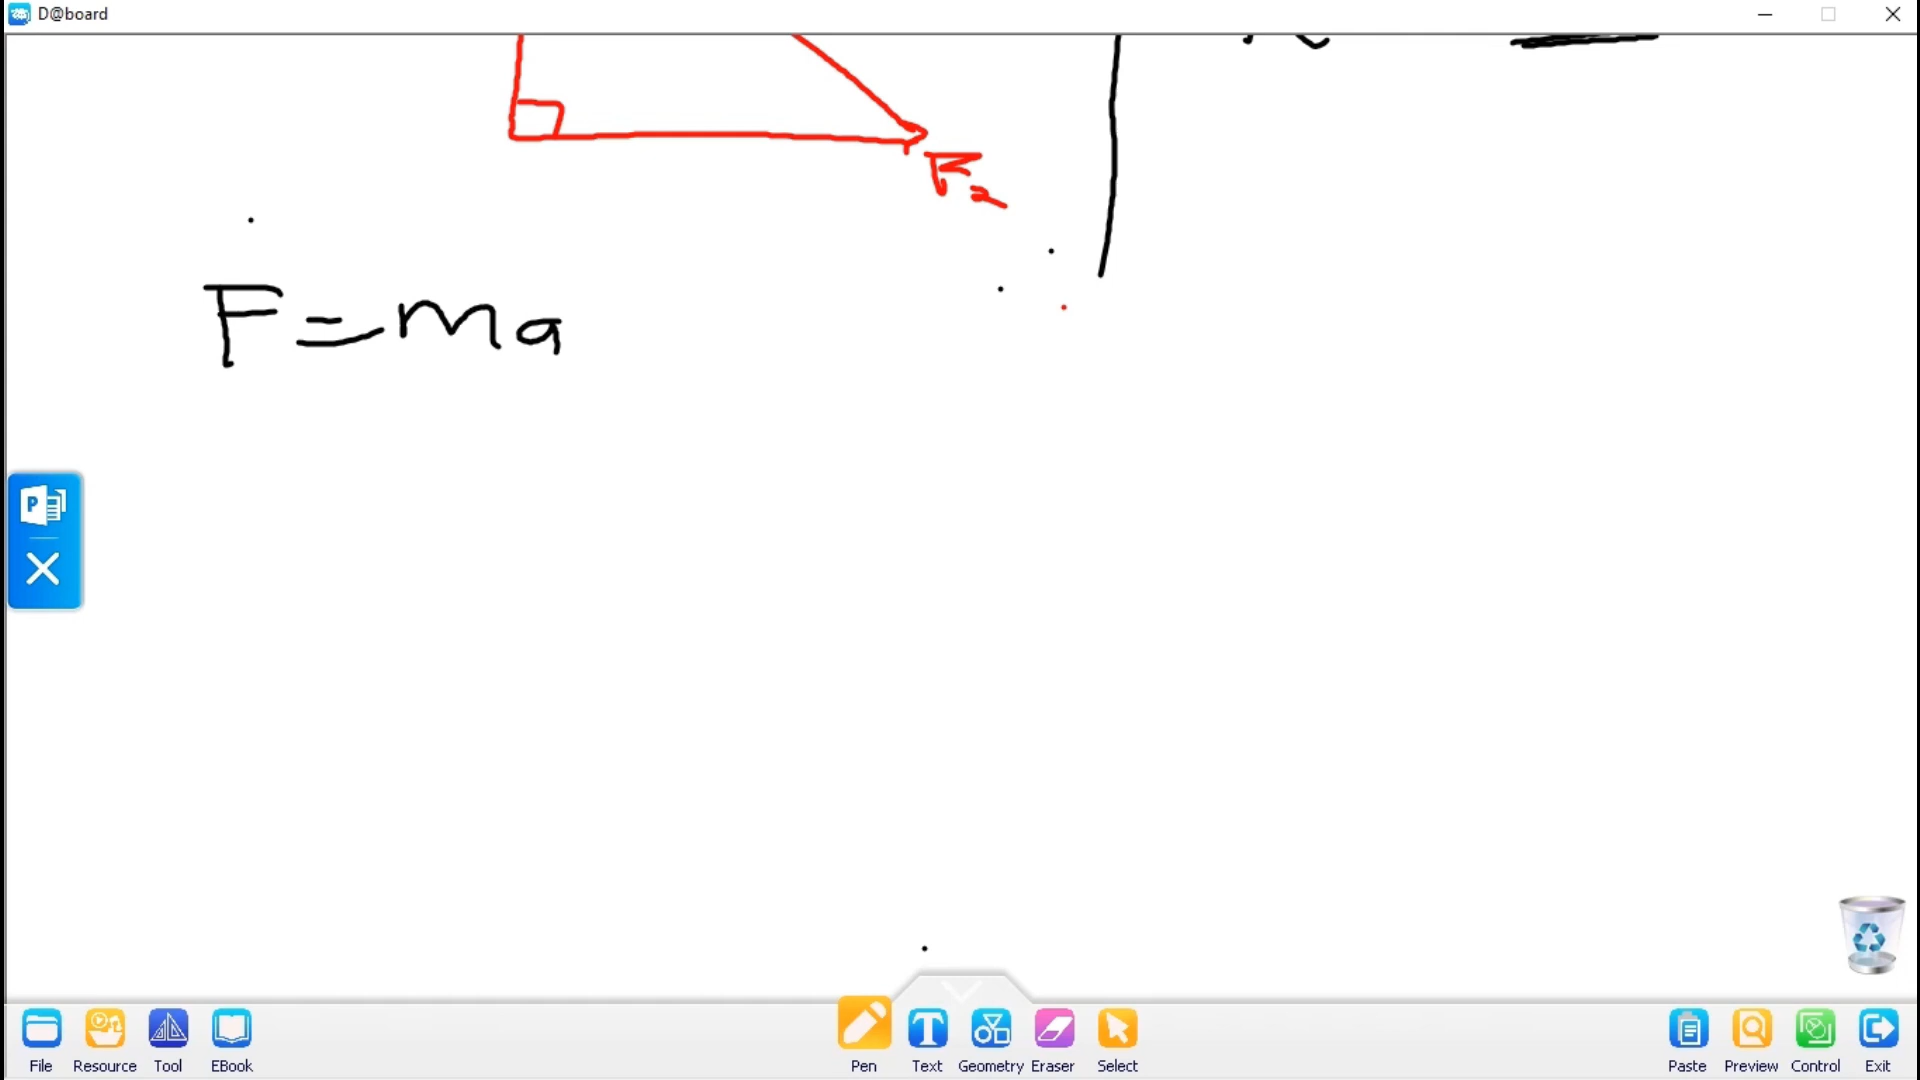 D@board
F₂
F = ma
File Resource Tool EBook Pen Text Geometry Eraser Select Paste Preview Control Exit